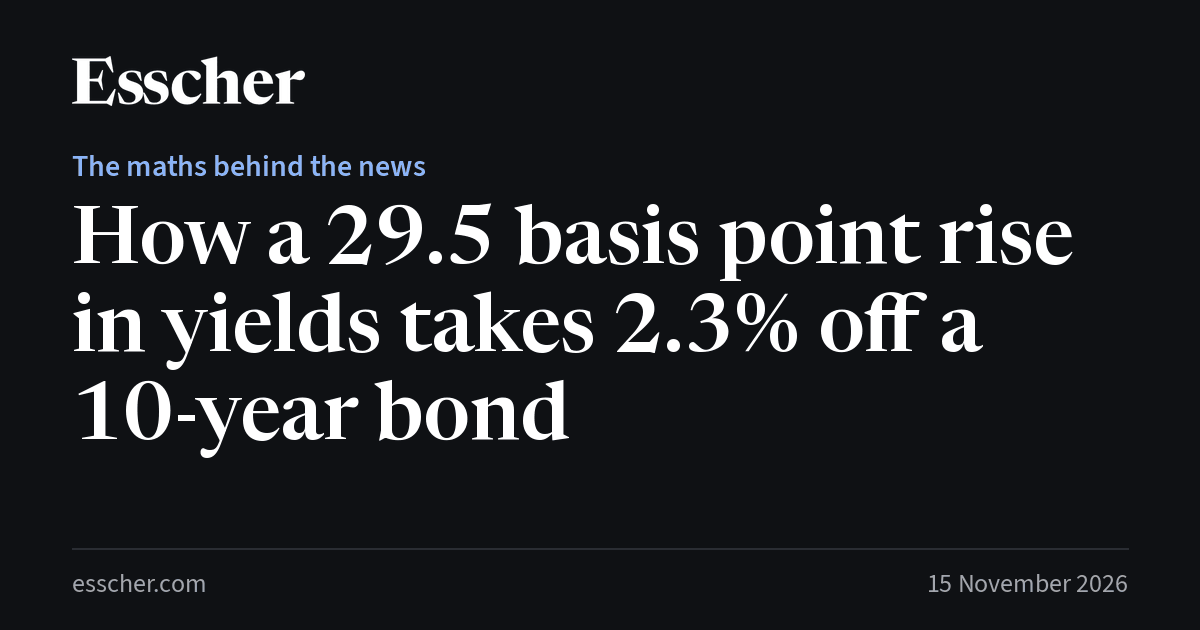 Esscher
The maths behind the news
How a 29.5 basis point rise
in yields takes 2.3% off a
10-year bond
esscher.com
15 November 2026